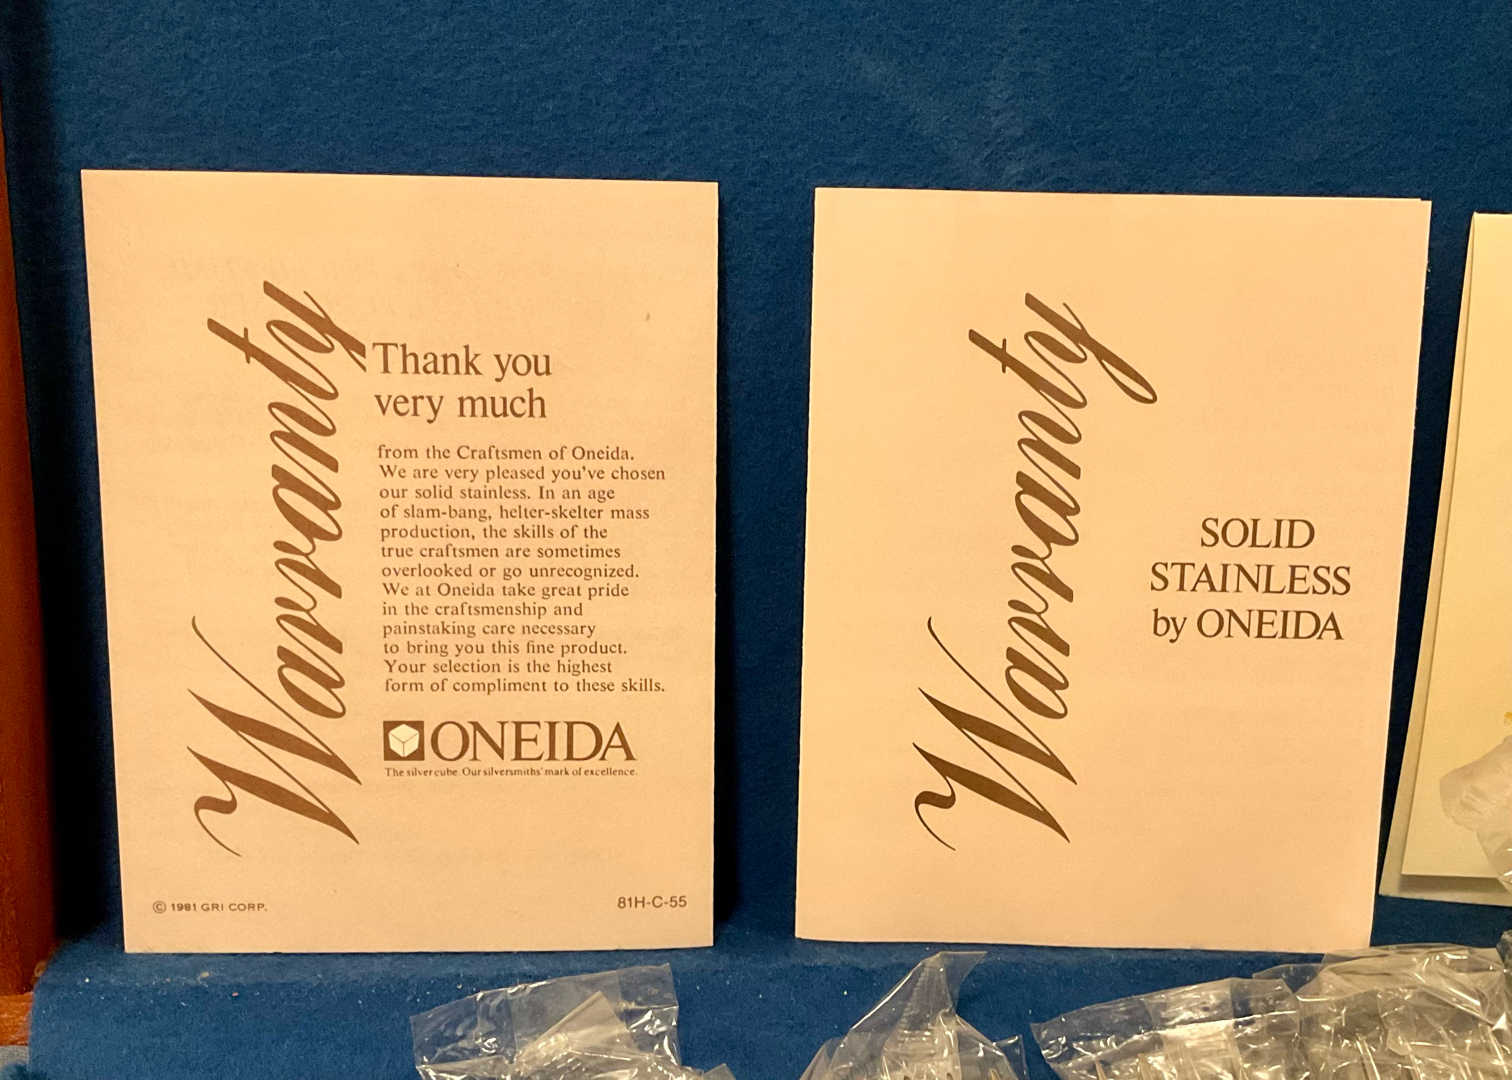 Warranty
Thank you
very much
from the Craftsmen of Oneida.
We are very pleased you've chosen
our solid stainless. In an age
of slam-bang, helter-skelter mass
production, the skills of the
true craftsmen are sometimes
overlooked or go unrecognized.
We at Oneida take great pride
in the craftsmenship and
painstaking care necessary
to bring you this fine product.
Your selection is the highest
form of compliment to these skills.
ONEIDA
The silver cube. Our silversmiths' mark of excellence.
© 1981 GRI CORP.
81H-C-55
Warranty
SOLID
STAINLESS
by ONEIDA